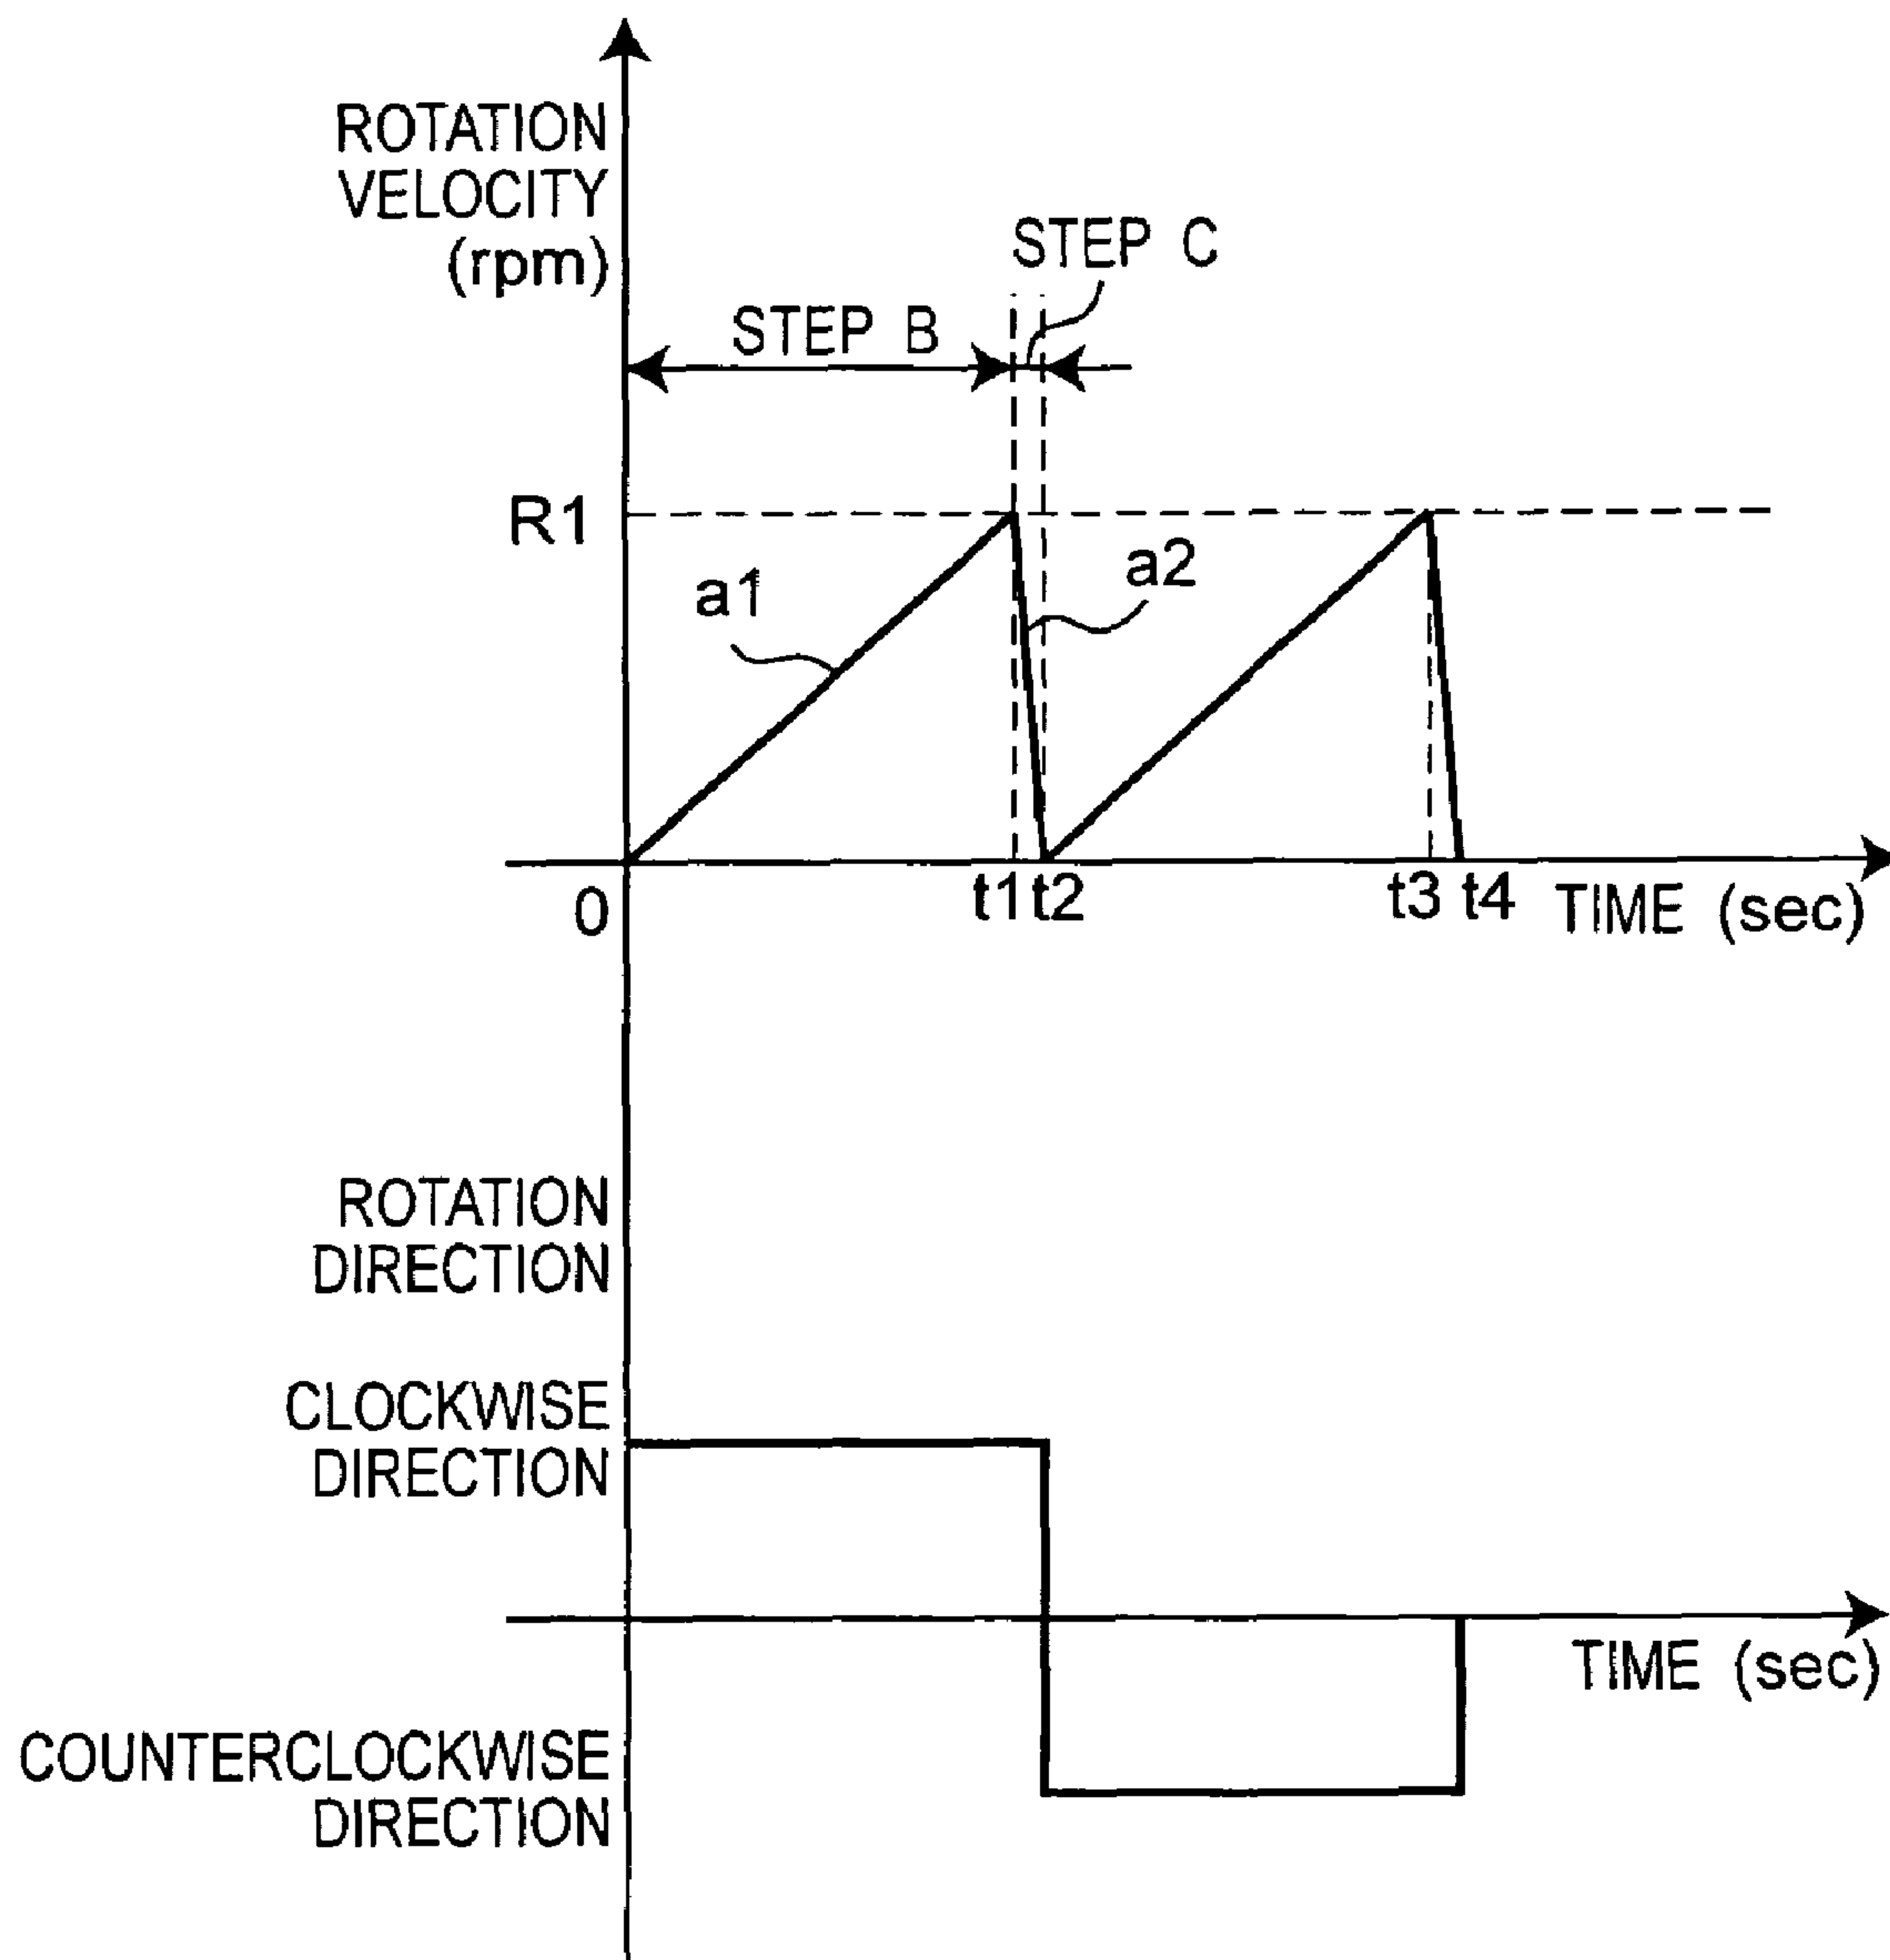 ROTATION
VELOCITY
(rpm)
STEP C
STEP B
R1
a1
a2
0
t1 t2 t3 t4 TIME (sec)
ROTATION
DIRECTION
CLOCKWISE
DIRECTION
TIME (sec)
COUNTERCLOCKWISE
DIRECTION